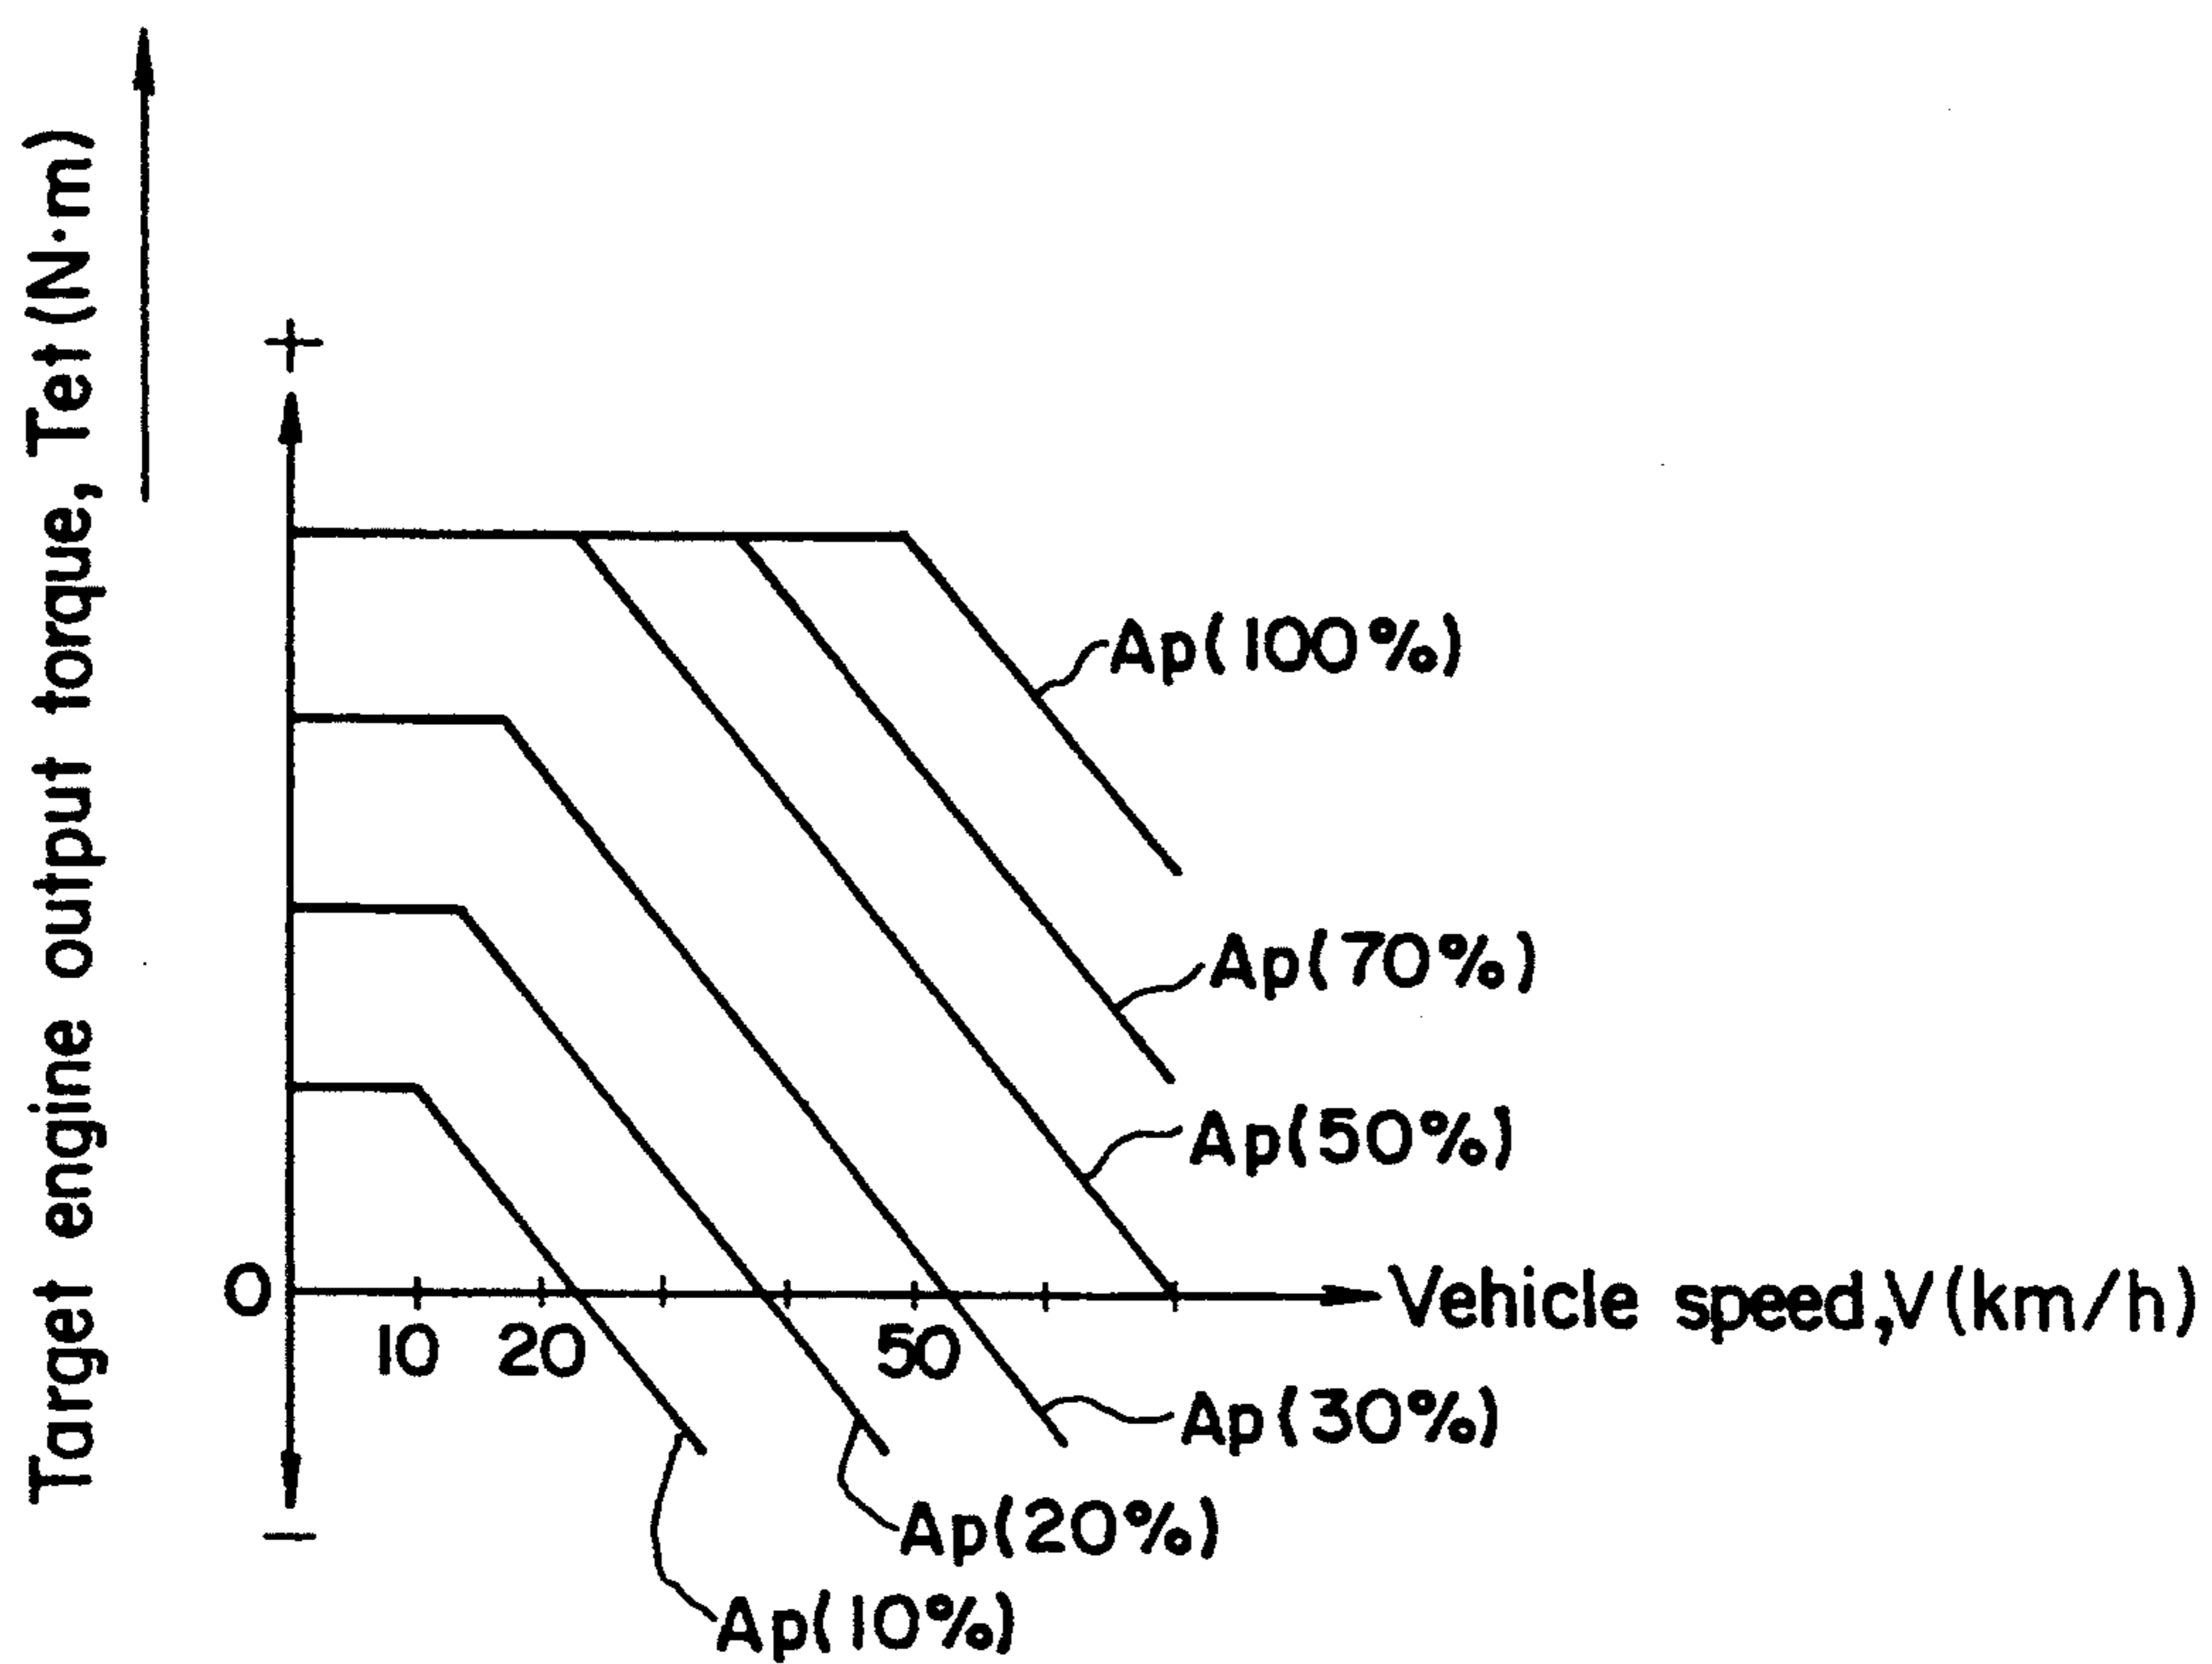 Target engine output torque, Tet (N·m)
+
Ap(100%)
Ap(70%)
Ap(50%)
0
Vehicle speed,V(km/h)
10 20 50
Ap(30%)
−
Ap(20%)
Ap(10%)